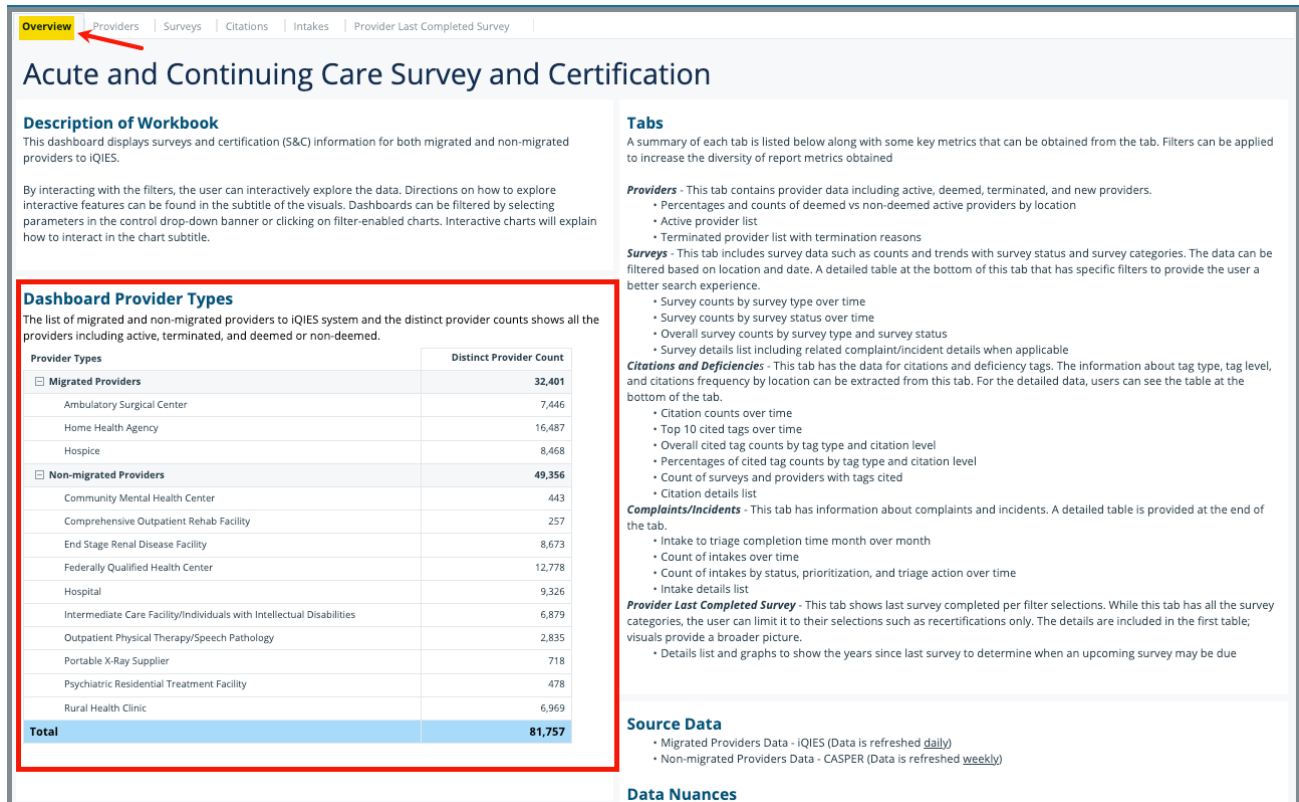 Overview
Providers
Surveys
Citations
Intakes
Provider Last Completed Survey
Acute and Continuing Care Survey and Certification
Description of Workbook
This dashboard displays surveys and certification (S&C) information for both migrated and non-migrated
providers to iQIES.
By interacting with the filters, the user can interactively explore the data. Directions on how to explore
interactive features can be found in the subtitle of the visuals. Dashboards can be filtered by selecting
parameters in the control drop-down banner or clicking on filter-enabled charts. Interactive charts will explain
how to interact in the chart subtitle.
Dashboard Provider Types
The list of migrated and non-migrated providers to iQIES system and the distinct provider counts shows all the
providers including active, terminated, and deemed or non-deemed.
Provider Types Distinct Provider Count
Migrated Providers 32,401
Ambulatory Surgical Center 7,446
Home Health Agency 16,487
Hospice 8,468
Non-migrated Providers 49,356
Community Mental Health Center 443
Comprehensive Outpatient Rehab Facility 257
End Stage Renal Disease Facility 8,673
Federally Qualified Health Center 12,778
Hospital 9,326
Intermediate Care Facility/Individuals with Intellectual Disabilities 6,879
Outpatient Physical Therapy/Speech Pathology 2,835
Portable X-Ray Supplier 718
Psychiatric Residential Treatment Facility 478
Rural Health Clinic 6,969
Total 81,757
Tabs
A summary of each tab is listed below along with some key metrics that can be obtained from the tab. Filters can be applied
to increase the diversity of report metrics obtained
Providers - This tab contains provider data including active, deemed, terminated, and new providers.
• Percentages and counts of deemed vs non-deemed active providers by location
• Active provider list
• Terminated provider list with termination reasons
Surveys - This tab includes survey data such as counts and trends with survey status and survey categories. The data can be
filtered based on location and date. A detailed table at the bottom of this tab that has specific filters to provide the user a
better search experience.
• Survey counts by survey type over time
• Survey counts by survey status over time
• Overall survey counts by survey type and survey status
• Survey details list including related complaint/incident details when applicable
Citations and Deficiencies - This tab has the data for citations and deficiency tags. The information about tag type, tag level,
and citations frequency by location can be extracted from this tab. For the detailed data, users can see the table at the
bottom of the tab.
• Citation counts over time
• Top 10 cited tags over time
• Overall cited tag counts by tag type and citation level
• Percentages of cited tag counts by tag type and citation level
• Count of surveys and providers with tags cited
• Citation details list
Complaints/Incidents - This tab has information about complaints and incidents. A detailed table is provided at the end of
the tab.
• Intake to triage completion time month over month
• Count of intakes over time
• Count of intakes by status, prioritization, and triage action over time
• Intake details list
Provider Last Completed Survey - This tab shows last survey completed per filter selections. While this tab has all the survey
categories, the user can limit it to their selections such as recertifications only. The details are included in the first table;
visuals provide a broader picture.
• Details list and graphs to show the years since last survey to determine when an upcoming survey may be due
Source Data
• Migrated Providers Data - iQIES (Data is refreshed daily)
• Non-migrated Providers Data - CASPER (Data is refreshed weekly)
Data Nuances